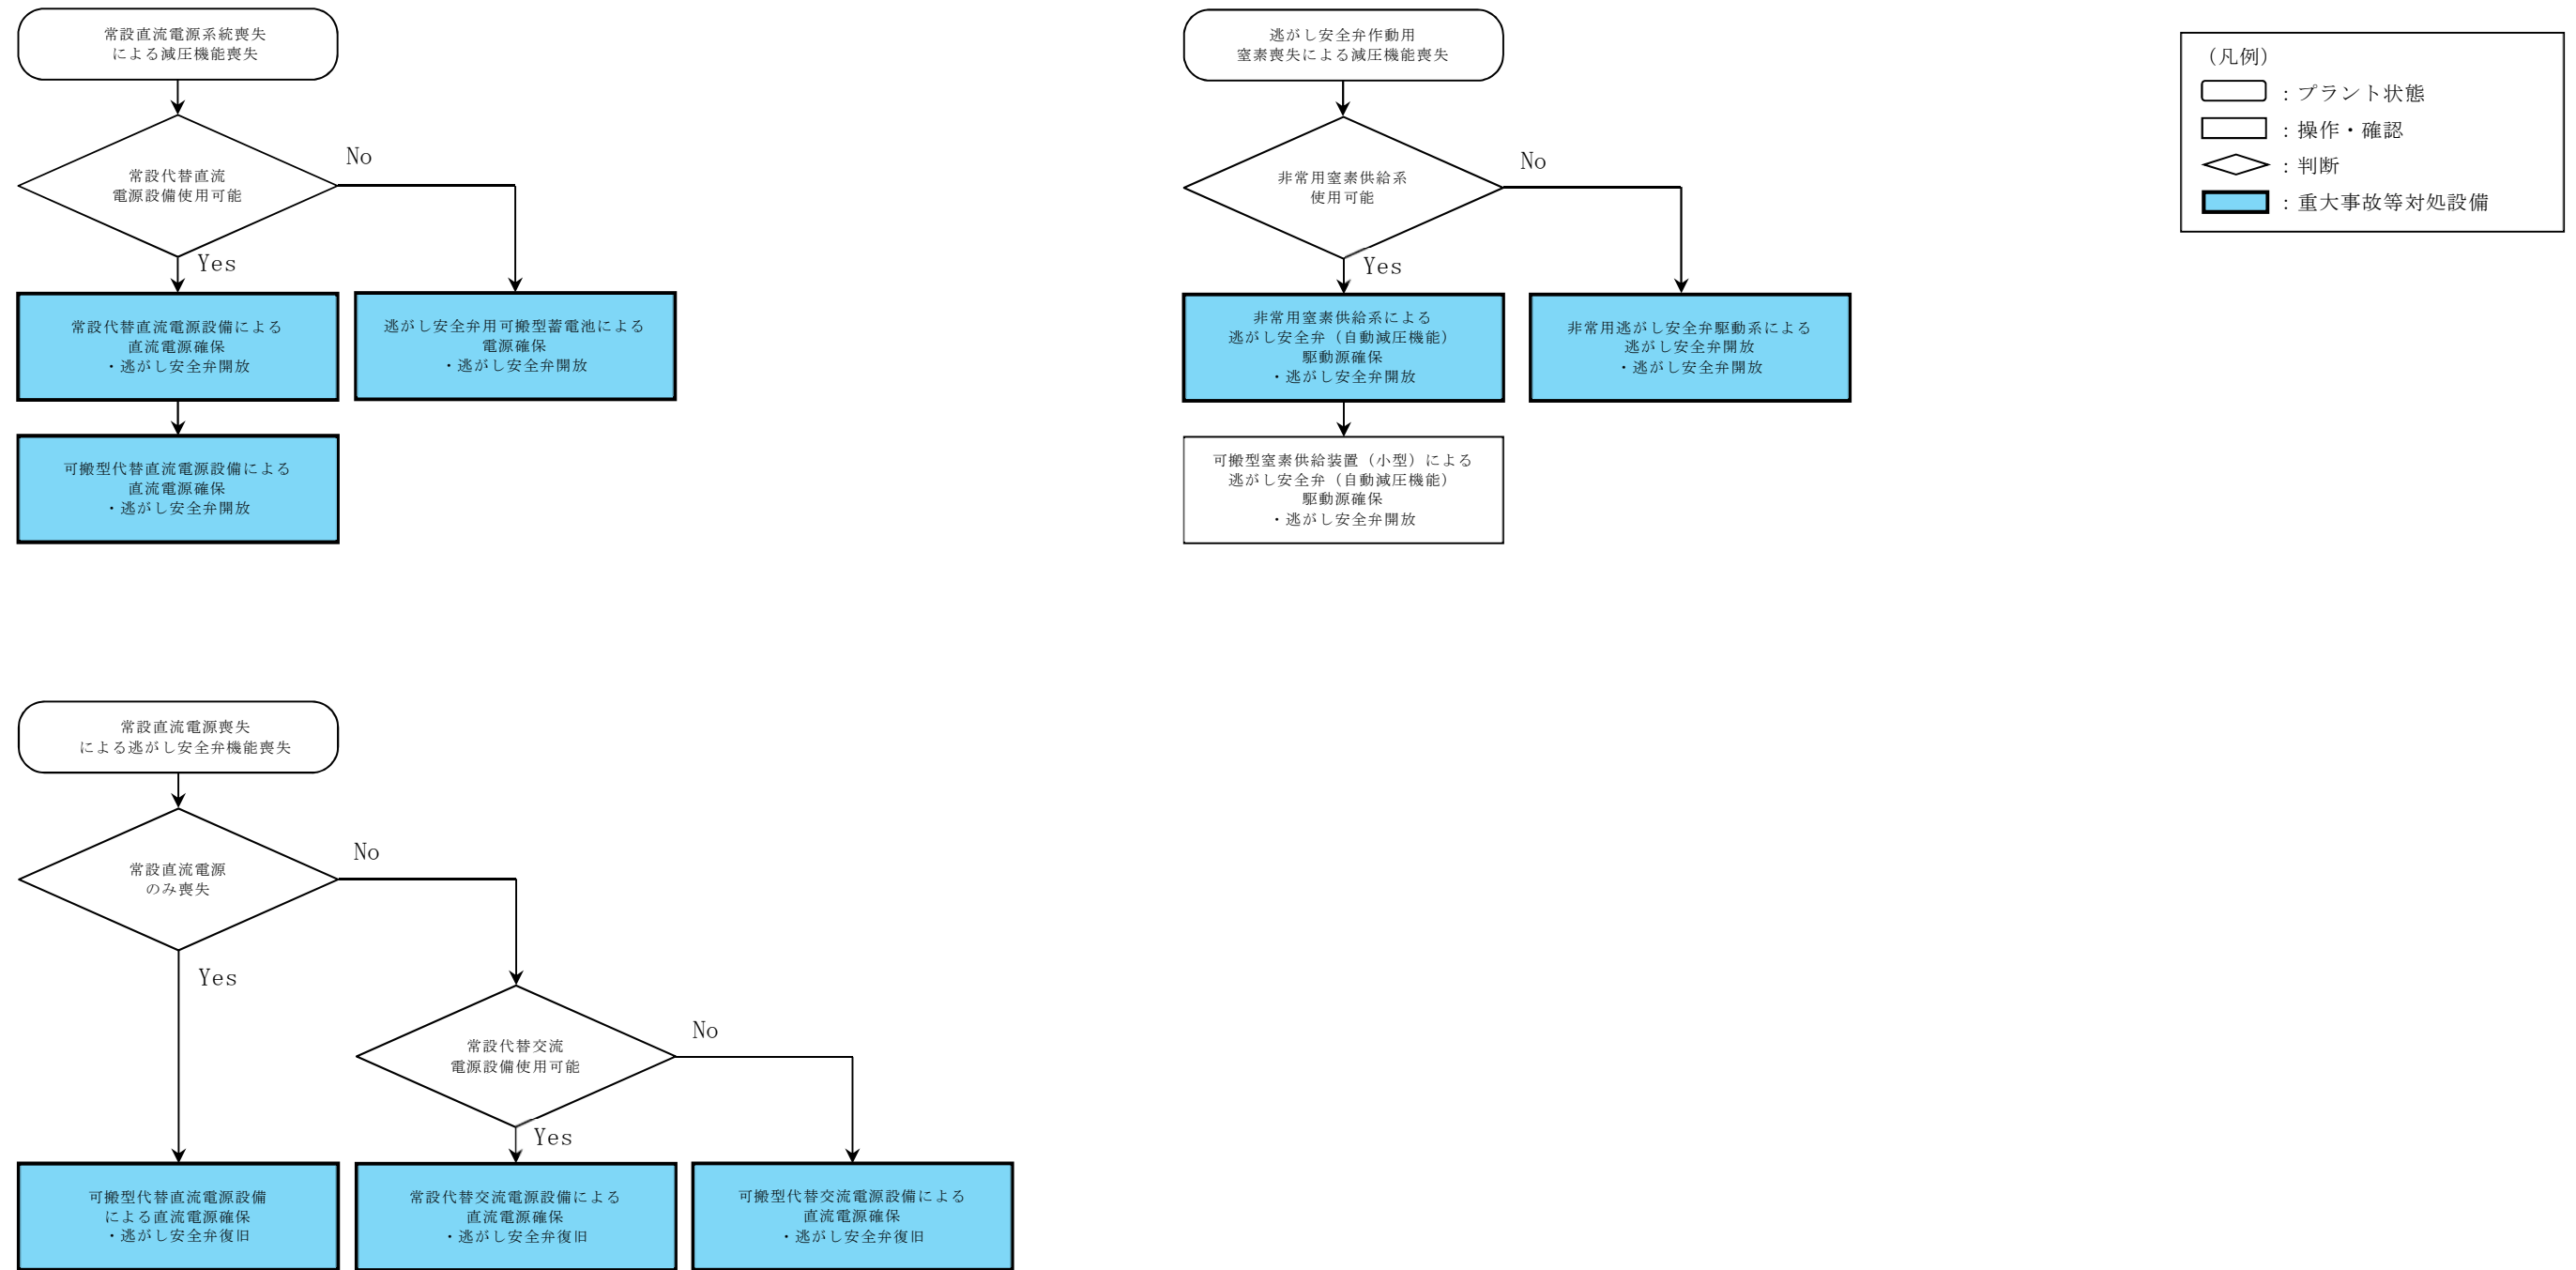 常設直流電源系統喪失
による減圧機能喪失
常設代替直流
電源設備使用可能
No
Yes
常設代替直流電源設備による
直流電源確保
・逃がし安全弁開放
逃がし安全弁用可搬型蓄電池による
電源確保
・逃がし安全弁開放
可搬型代替直流電源設備による
直流電源確保
・逃がし安全弁開放
逃がし安全弁作動用
窒素喪失による減圧機能喪失
非常用窒素供給系
使用可能
No
Yes
非常用窒素供給系による
逃がし安全弁（自動減圧機能）
駆動源確保
・逃がし安全弁開放
非常用逃がし安全弁駆動系による
逃がし安全弁開放
・逃がし安全弁開放
可搬型窒素供給装置（小型）による
逃がし安全弁（自動減圧機能）
駆動源確保
・逃がし安全弁開放
（凡例）
：プラント状態
：操作・確認
：判断
：重大事故等対処設備
常設直流電源喪失
による逃がし安全弁機能喪失
常設直流電源
のみ喪失
No
Yes
常設代替交流
電源設備使用可能
No
Yes
可搬型代替直流電源設備
による直流電源確保
・逃がし安全弁復旧
常設代替交流電源設備による
直流電源確保
・逃がし安全弁復旧
可搬型代替交流電源設備による
直流電源確保
・逃がし安全弁復旧